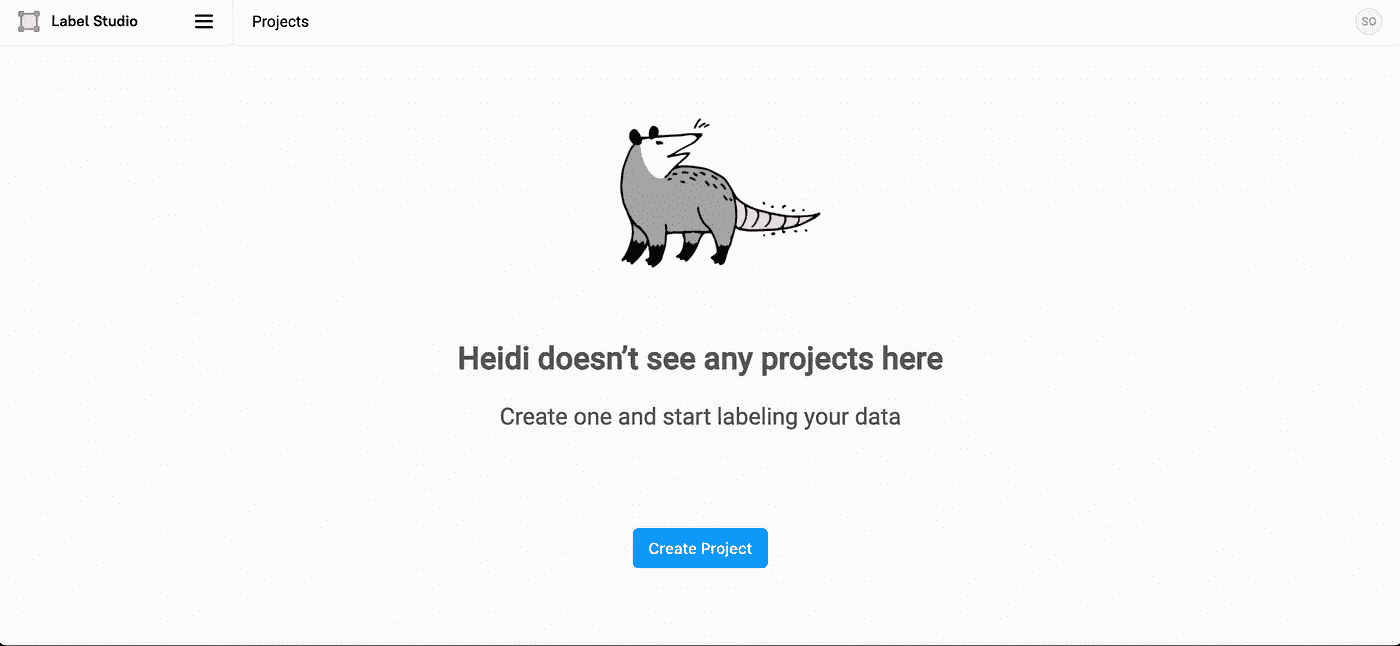 Label Studio
Projects
SO
Heidi doesn’t see any projects here
Create one and start labeling your data
Create Project